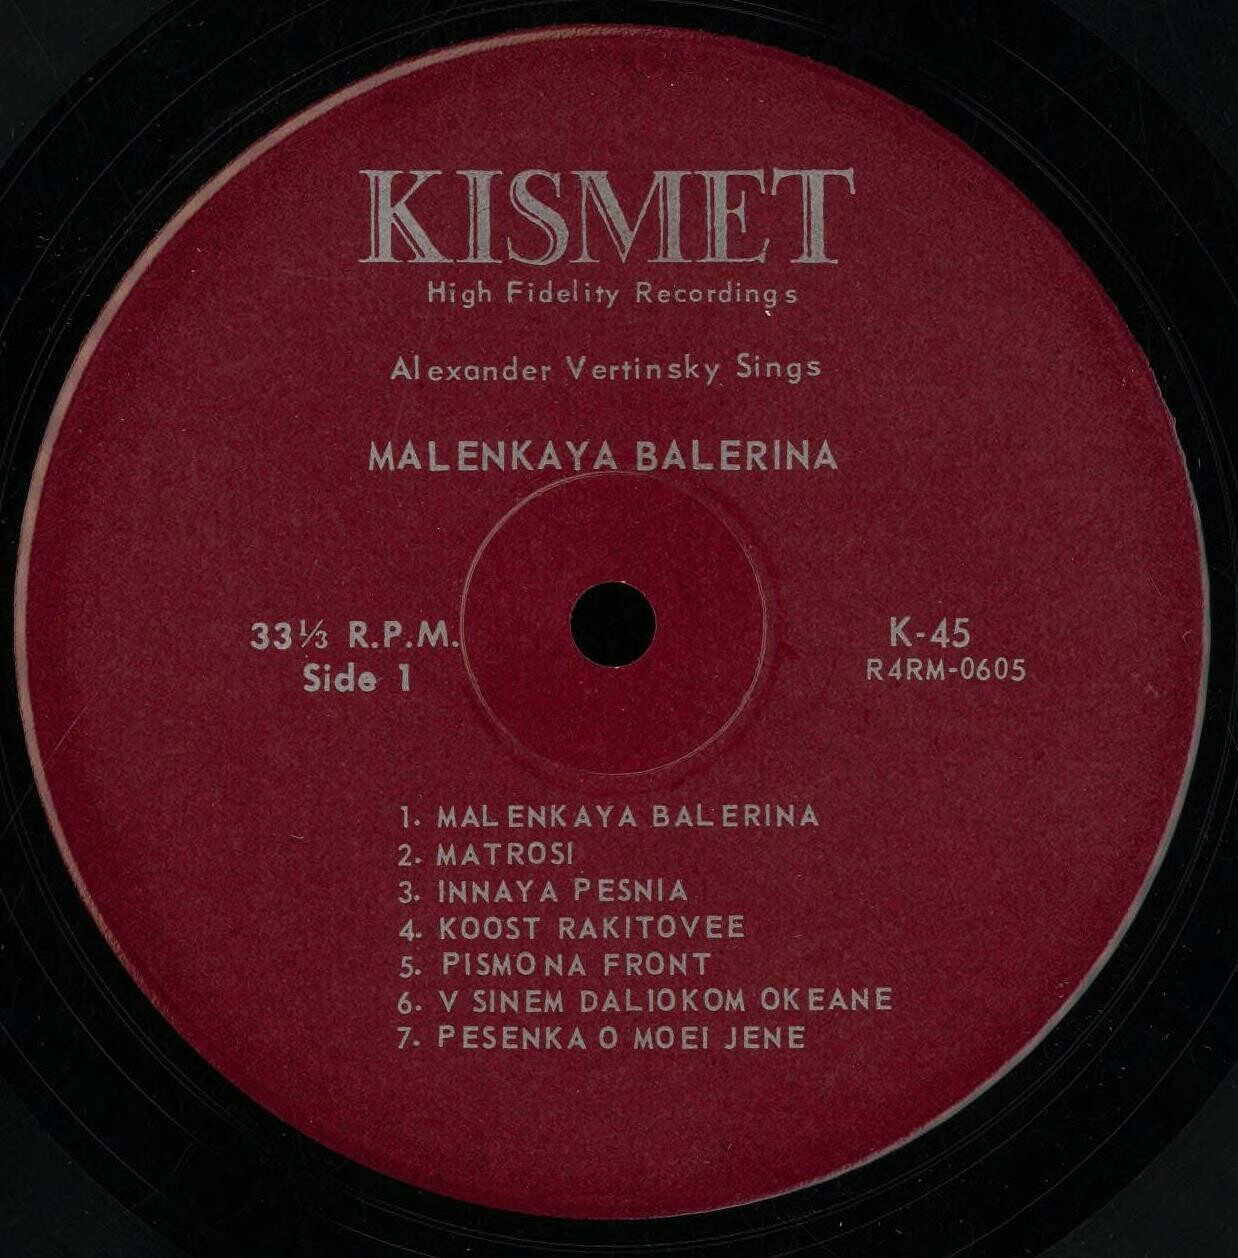 KISMET
High Fidelity Recordings
Alexander Vertinsky Sings
MALENKAYA BALERINA
33⅓ R.P.M.
Side 1
K-45
R4RM-0605
1. MALENKAYA BALERINA
2. MATROSI
3. INNAYA PESNIA
4. KOOST RAKITOVEE
5. PISMO NA FRONT
6. V SINEM DALIOKOM OKEANE
7. PESENKA O MOEI JENE